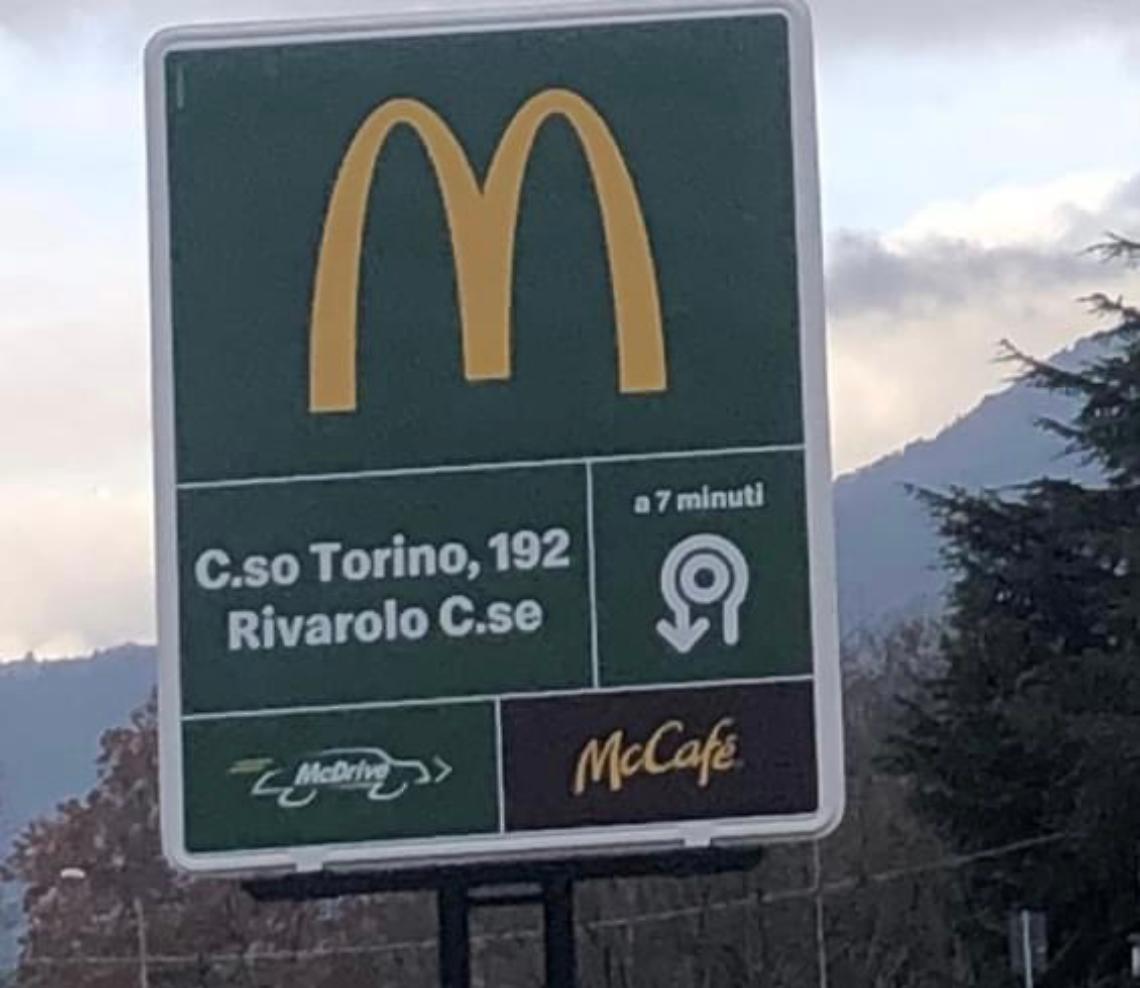 C.so Torino, 192
Rivarolo C.se
a 7 minuti
McDrive
McCafé